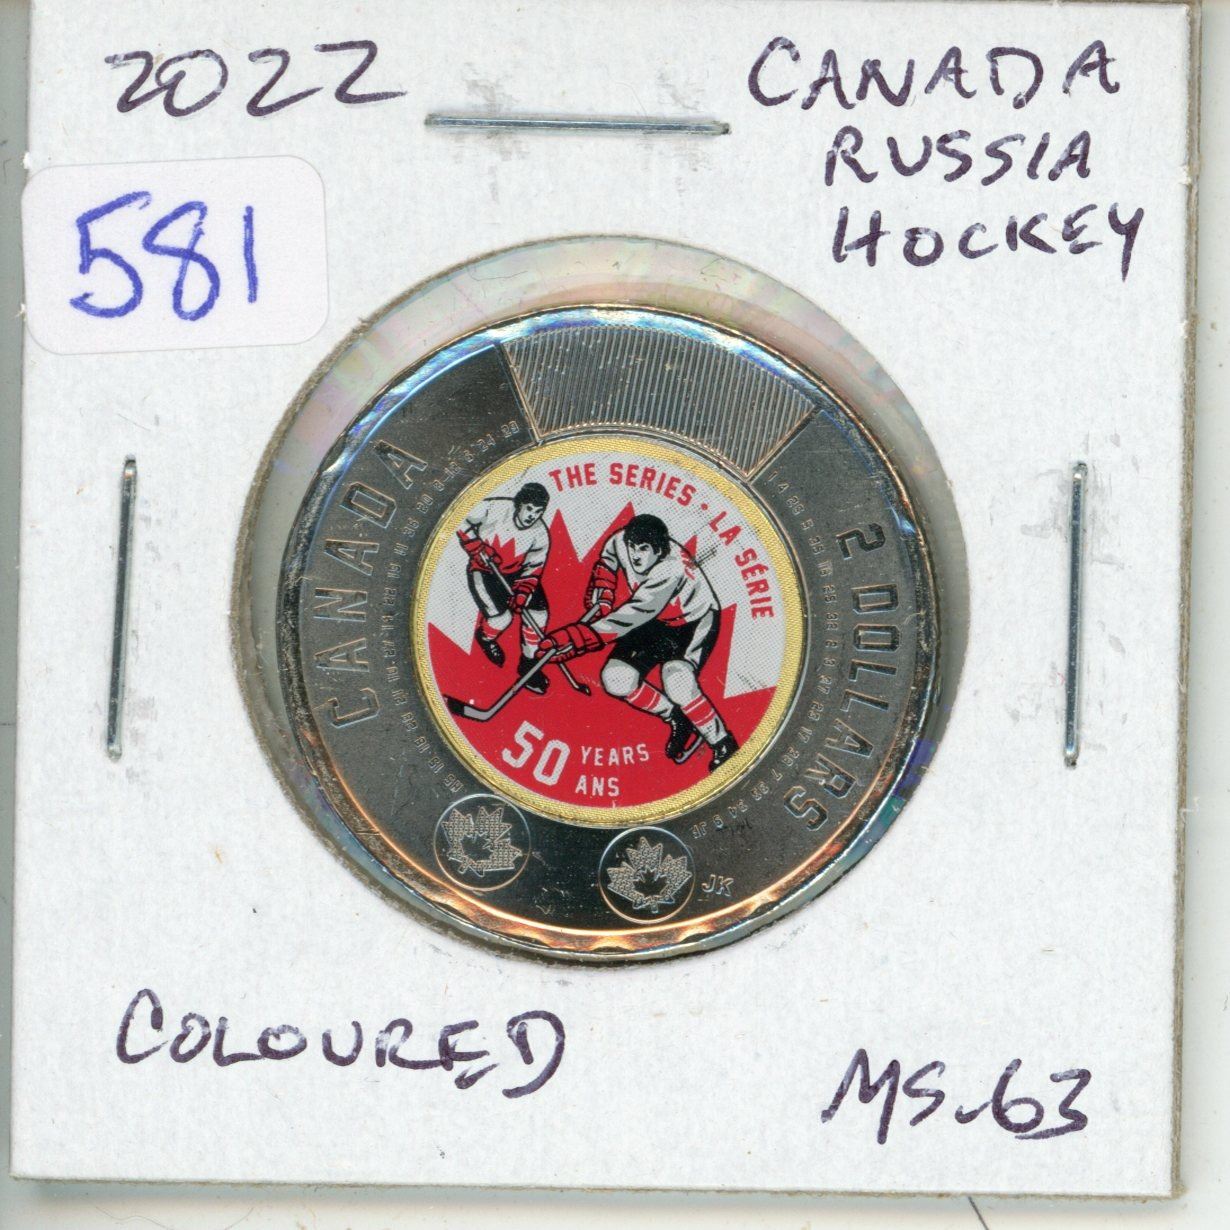 2022
CANADA
RUSSIA
HOCKEY
581
THE SERIES · LA SÉRIE
CANADA
2 DOLLARS
50 YEARS
ANS
JK
COLOURED
MS-63